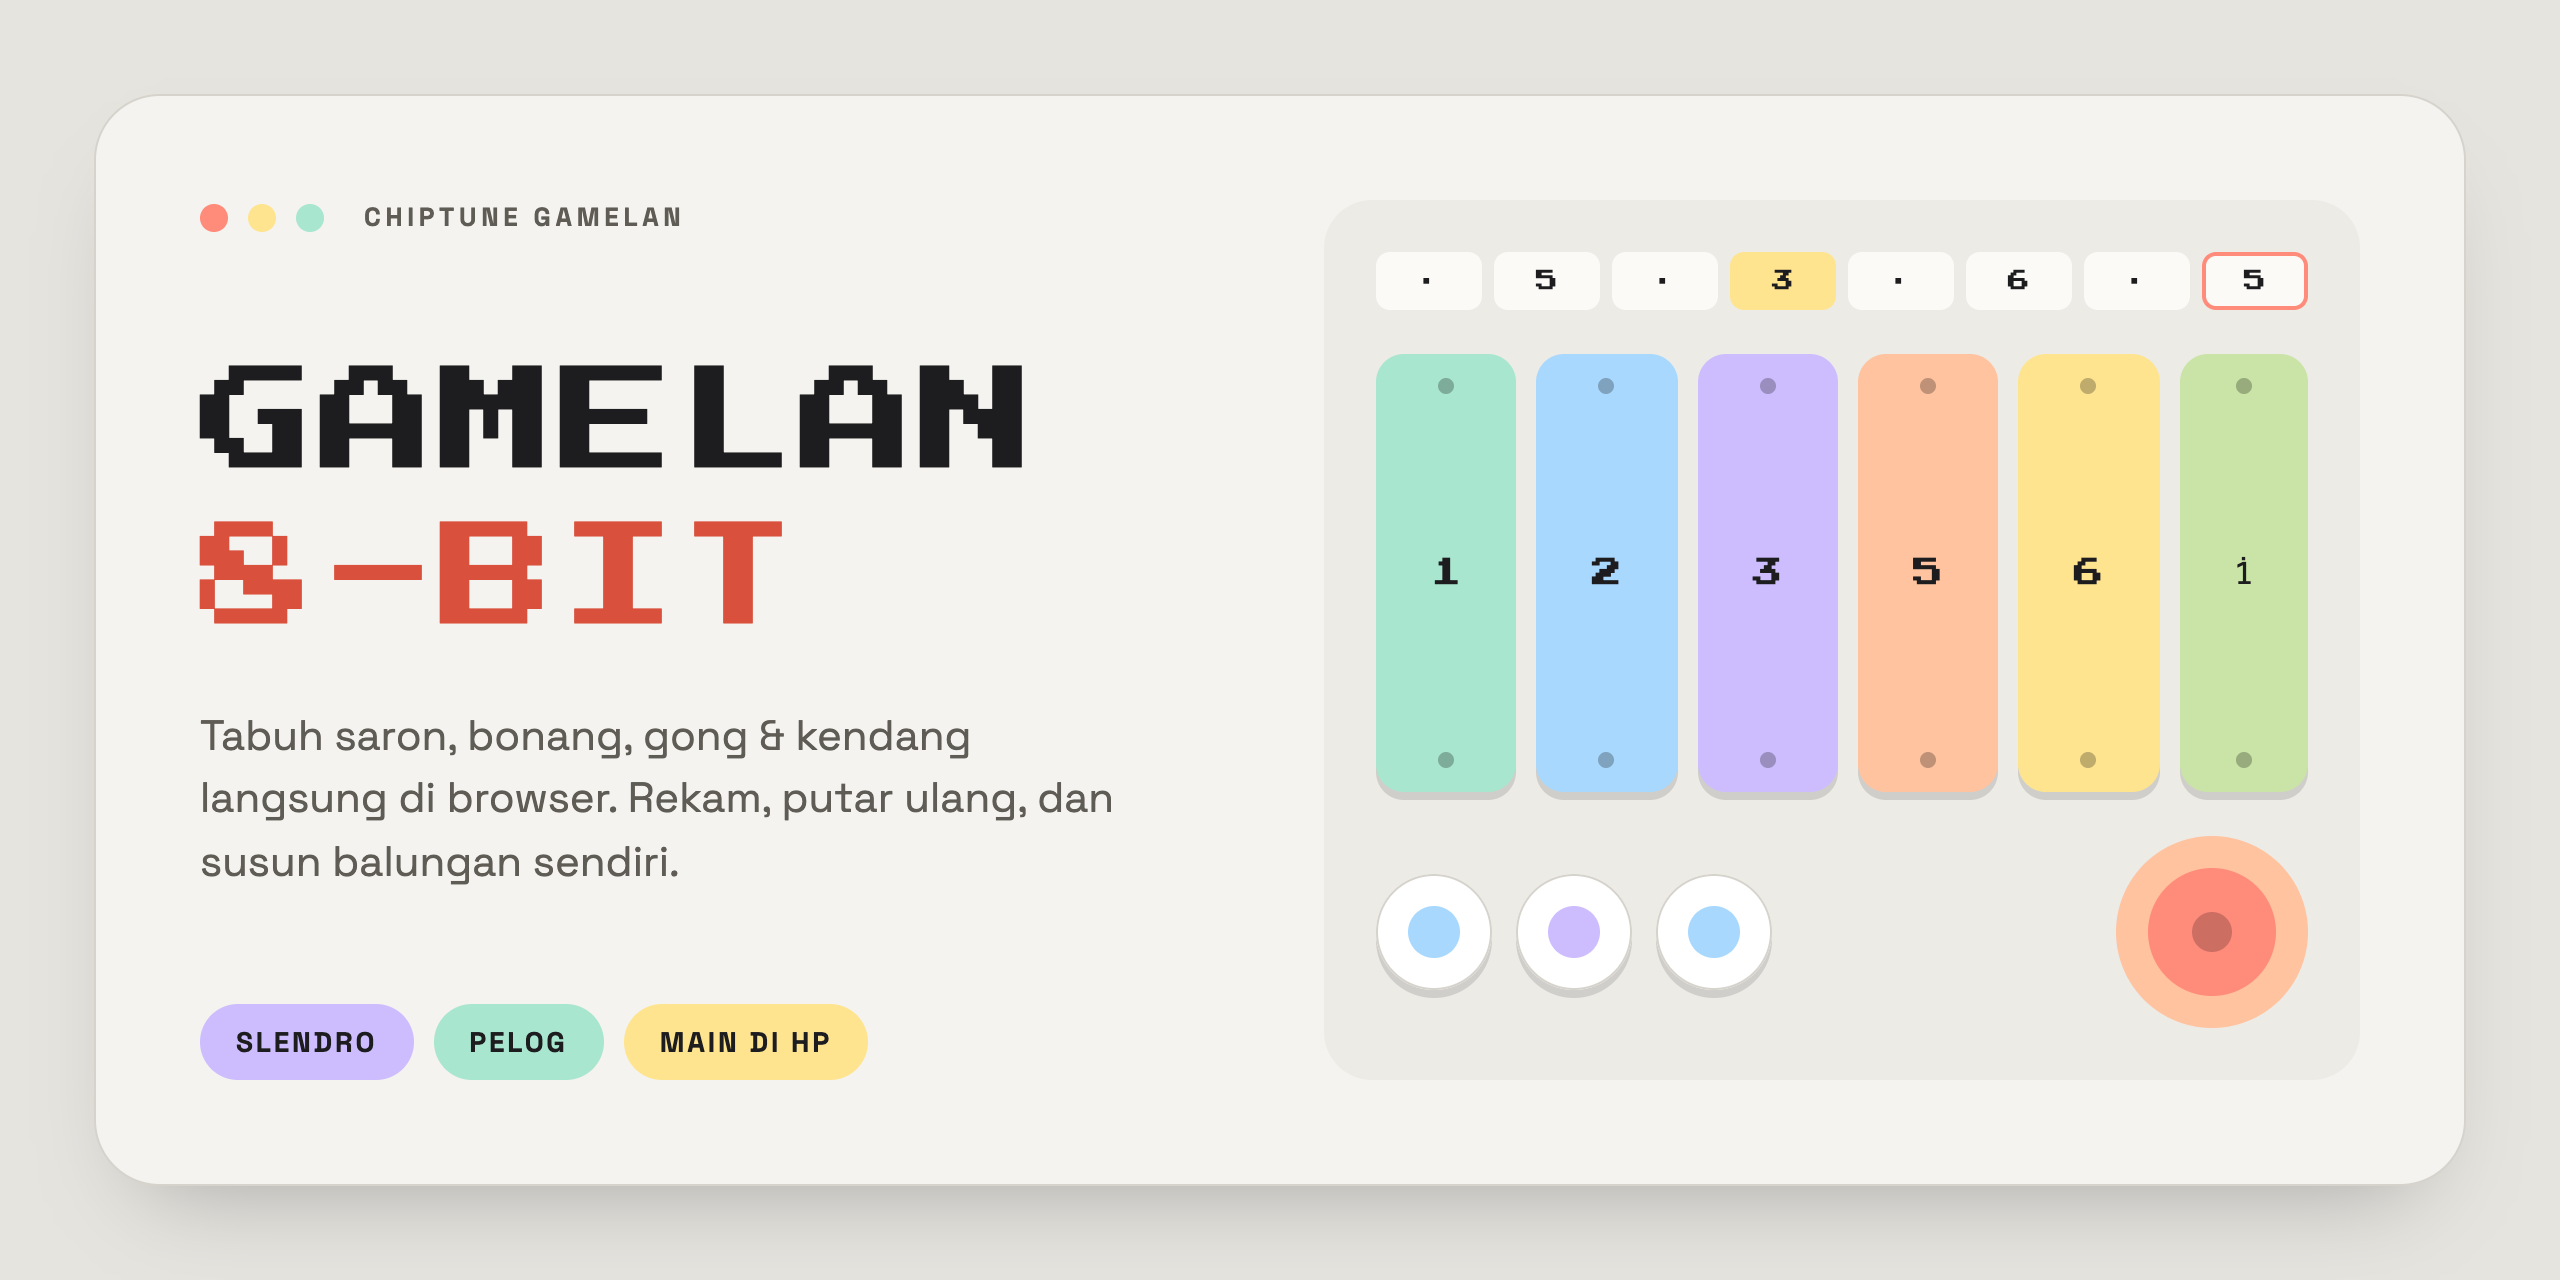 CHIPTUNE GAMELAN
GAMELAN
8-BIT
Tabuh saron, bonang, gong & kendang
langsung di browser. Rekam, putar ulang, dan
susun balungan sendiri.
SLENDRO PELOG MAIN DI HP
· 5 · 3 · 6 · 5
1 2 3 5 6 i